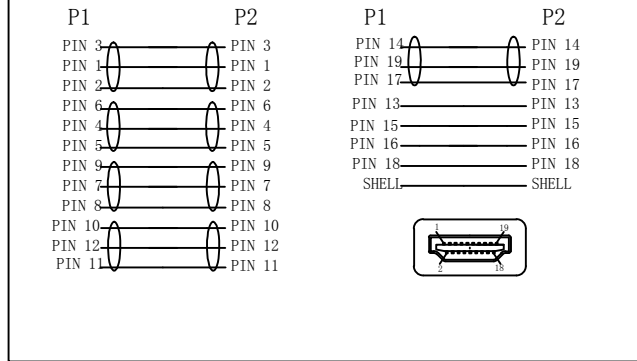 P1 P2
PIN 3 PIN 3
PIN 1 PIN 1
PIN 2 PIN 2
PIN 6 PIN 6
PIN 4 PIN 4
PIN 5 PIN 5
PIN 9 PIN 9
PIN 7 PIN 7
PIN 8 PIN 8
PIN 10 PIN 10
PIN 12 PIN 12
PIN 11 PIN 11
P1 P2
PIN 14 PIN 14
PIN 19 PIN 19
PIN 17 PIN 17
PIN 13 PIN 13
PIN 15 PIN 15
PIN 16 PIN 16
PIN 18 PIN 18
SHELL SHELL
1 19
2 18